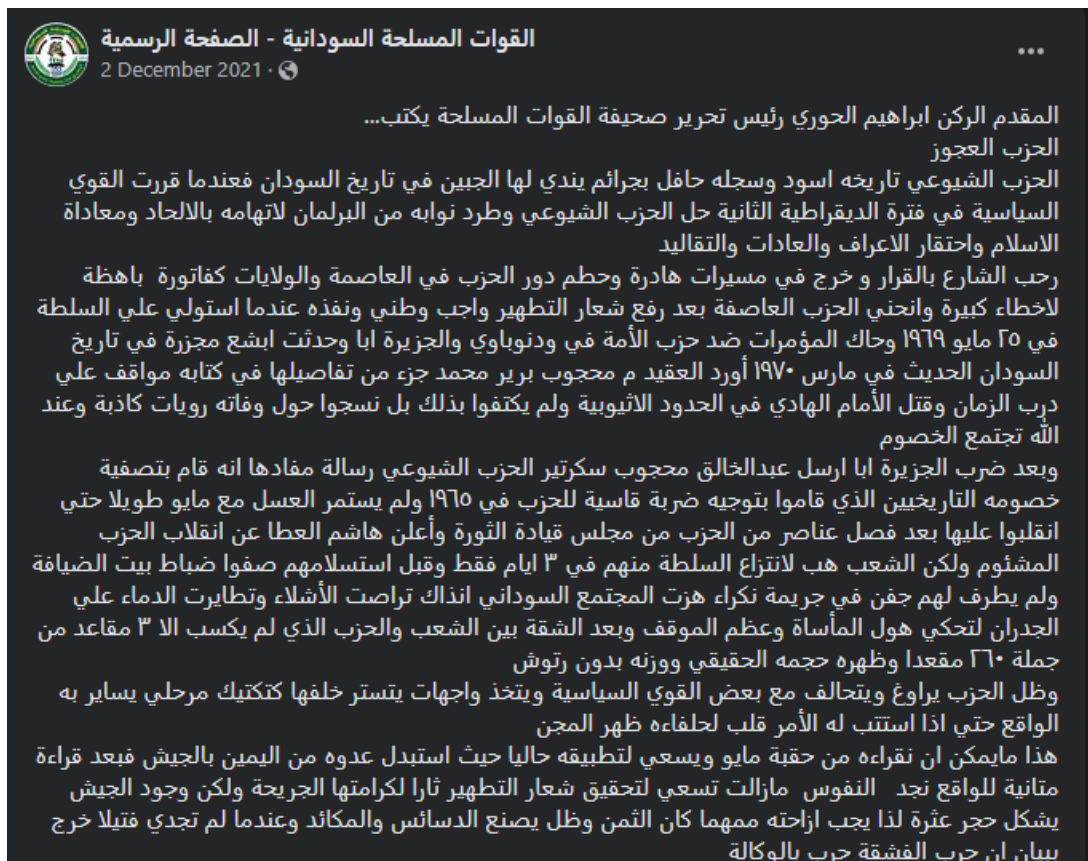 القوات المسلحة السودانية - الصفحة الرسمية
2 December 2021 ·
المقدم الركن ابراهيم الحوري رئيس تحرير صحيفة القوات المسلحة يكتب...
الحزب العجوز
الحزب الشيوعي تاريخه اسود وسجله حافل بجرائم يندي لها الجبين في تاريخ السودان فعندما قررت القوي
السياسية في فترة الديقراطية الثانية حل الحزب الشيوعي وطرد نوابه من البرلمان لاتهامه بالالحاد ومعاداة
الاسلام واحتقار الاعراف والعادات والتقاليد
رحب الشارع بالقرار و خرج في مسيرات هادرة وحطم دور الحزب في العاصمة والولايات كفاتورة باهظة
لاخطاء كبيرة وانحني الحزب العاصفة بعد رفع شعار التطهير واجب وطني ونفذه عندما استولي علي السلطة
في ٢٥ مايو ١٩٦٩ وحاك المؤمرات ضد حزب الأمة في ودنوباوي والجزيرة ابا وحدثت ابشع مجزرة في تاريخ
السودان الحديث في مارس ١٩٧٠ أورد العقيد م محجوب برير محمد جزء من تفاصيلها في كتابه مواقف علي
درب الزمان وقتل الأمام الهادي في الحدود الاثيوبية ولم يكتفوا بذلك بل نسجوا حول وفاته رويات كاذبة وعند
الله تجتمع الخصوم
وبعد ضرب الجزيرة ابا ارسل عبدالخالق محجوب سكرتير الحزب الشيوعي رسالة مفادها انه قام بتصفية
خصومه التاريخيين الذي قاموا بتوجيه ضربة قاسية للحزب في ١٩٦٥ ولم يستمر العسل مع مايو طويلا حتي
انقلبوا عليها بعد فصل عناصر من الحزب من مجلس قيادة الثورة وأعلن هاشم العطا عن انقلاب الحزب
المشئوم ولكن الشعب هب لانتزاع السلطة منهم في ٣ ايام فقط وقبل استسلامهم صفوا ضباط بيت الضيافة
ولم يطرف لهم جفن في جريمة نكراء هزت المجتمع السوداني انذاك تراصت الأشلاء وتطايرت الدماء علي
الجدران لتحكي هول المأساة وعظم الموقف وبعد الشقة بين الشعب والحزب الذي لم يكسب الا ٣ مقاعد من
جملة ٢٦٠ مقعدا وظهره حجمه الحقيقي ووزنه بدون رتوش
وظل الحزب يراوغ ويتحالف مع بعض القوي السياسية ويتخذ واجهات يتستر خلفها كتكتيك مرحلي يساير به
الواقع حتي اذا استتب له الأمر قلب لحلفاءه ظهر المجن
هذا مايمكن ان نقراءه من حقبة مايو ويسعي لتطبيقه حاليا حيث استبدل عدوه من اليمين بالجيش فبعد قراءة
متانية للواقع نجد النفوس مازالت تسعي لتحقيق شعار التطهير ثارا لكرامتها الجريحة ولكن وجود الجيش
يشكل حجر عثرة لذا يجب ازاحته ممهما كان الثمن وظل يصنع الدسائس والمكائد وعندما لم تجدي فتيلا خرج
ببيان ان حرب الفشقة حرب بالوكالة